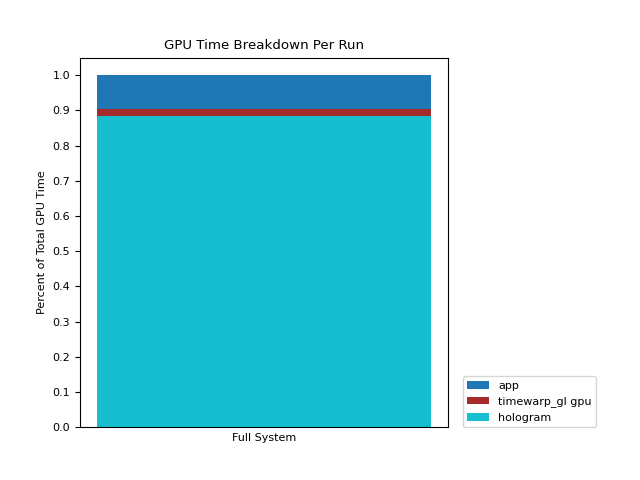 GPU Time Breakdown Per Run
Percent of Total GPU Time
1.0
0.9
0.8
0.7
0.6
0.5
0.4
0.3
0.2
0.1
0.0
Full System
app
timewarp_gl gpu
hologram